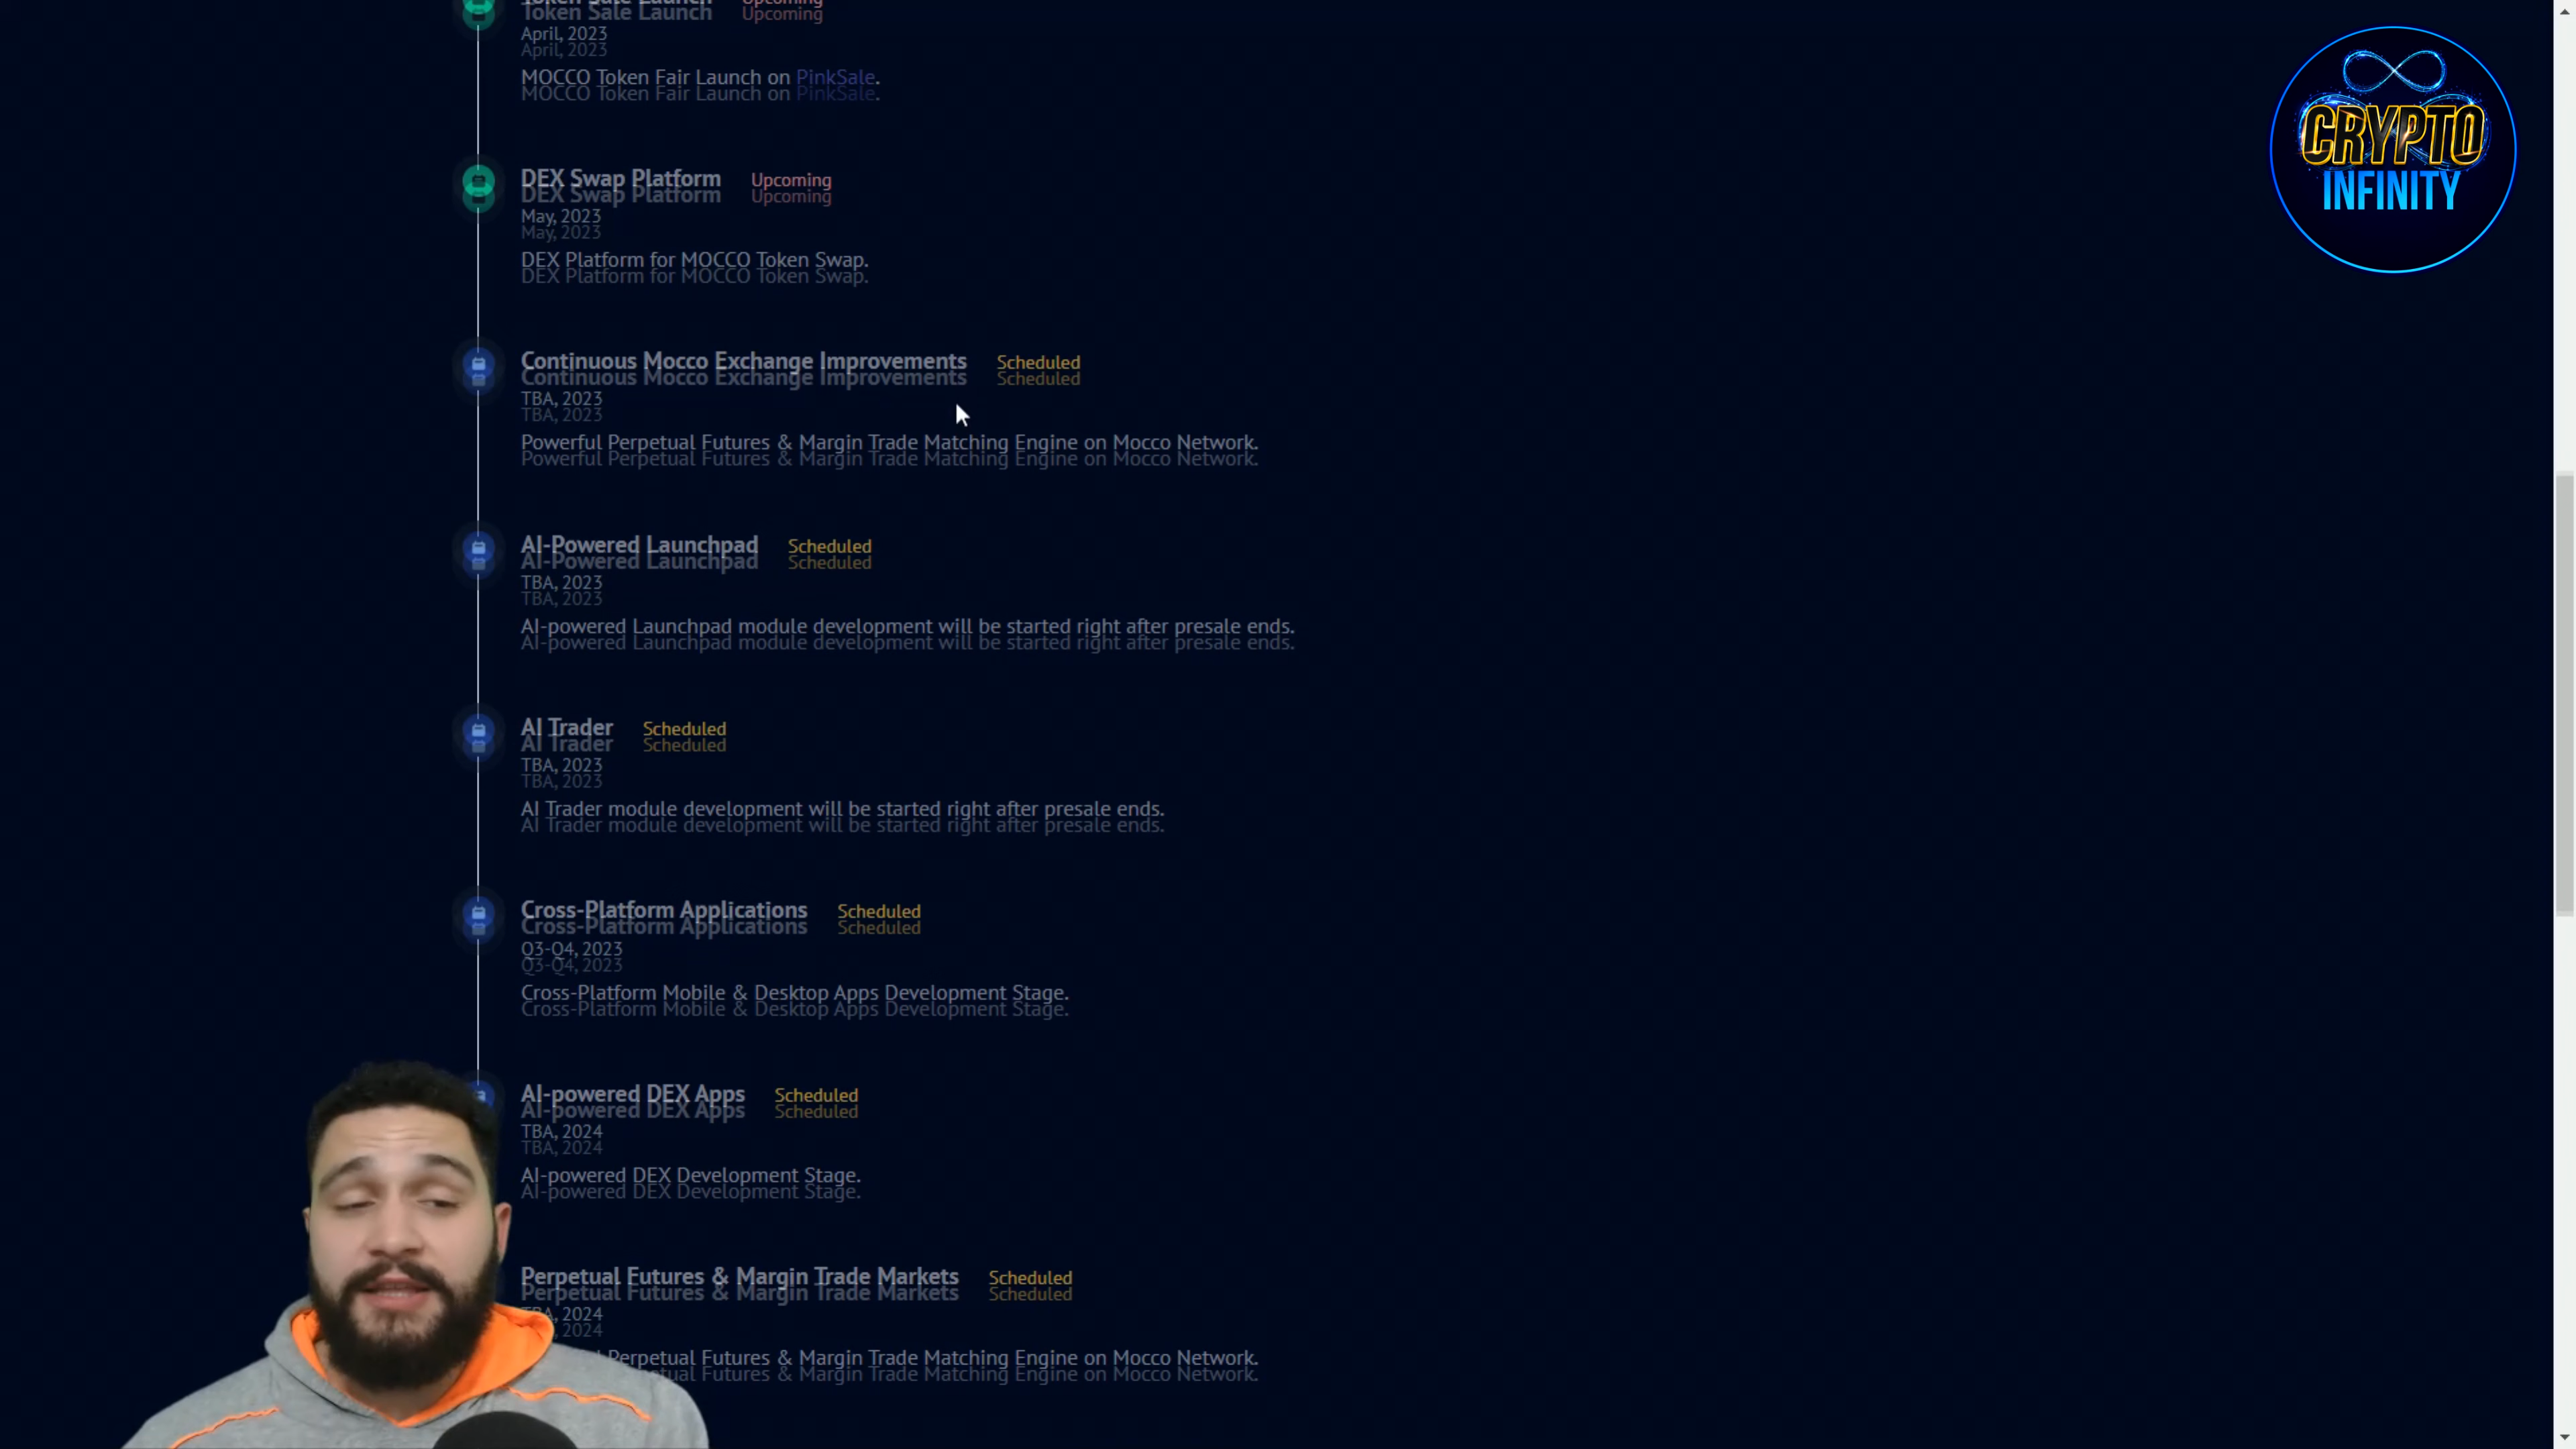 Token Sale Launch Upcoming
April, 2023
MOCCO Token Fair Launch on PinkSale.
DEX Swap Platform Upcoming
May, 2023
DEX Platform for MOCCO Token Swap.
Continuous Mocco Exchange Improvements Scheduled
TBA, 2023
Powerful Perpetual Futures & Margin Trade Matching Engine on Mocco Network.
AI-Powered Launchpad Scheduled
TBA, 2023
AI-powered Launchpad module development will be started right after presale ends.
AI Trader Scheduled
TBA, 2023
AI Trader module development will be started right after presale ends.
Cross-Platform Applications Scheduled
Q3-Q4, 2023
Cross-Platform Mobile & Desktop Apps Development Stage.
AI-powered DEX Apps Scheduled
TBA, 2024
AI-powered DEX Development Stage.
Perpetual Futures & Margin Trade Markets Scheduled
TBA, 2024
Perpetual Futures & Margin Trade Matching Engine on Mocco Network.
CRYPTO
INFINITY